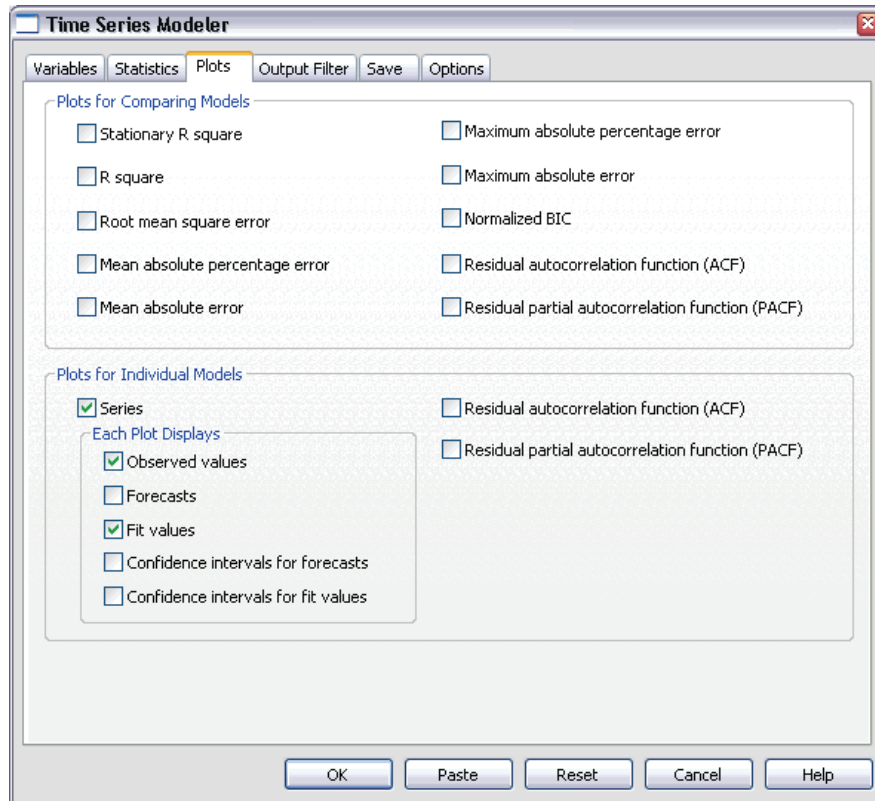 Time Series Modeler
Variables
Statistics
Plots
Output Filter
Save
Options
Plots for Comparing Models
Stationary R square
R square
Root mean square error
Mean absolute percentage error
Mean absolute error
Maximum absolute percentage error
Maximum absolute error
Normalized BIC
Residual autocorrelation function (ACF)
Residual partial autocorrelation function (PACF)
Plots for Individual Models
Series
Each Plot Displays
Observed values
Forecasts
Fit values
Confidence intervals for forecasts
Confidence intervals for fit values
Residual autocorrelation function (ACF)
Residual partial autocorrelation function (PACF)
OK
Paste
Reset
Cancel
Help